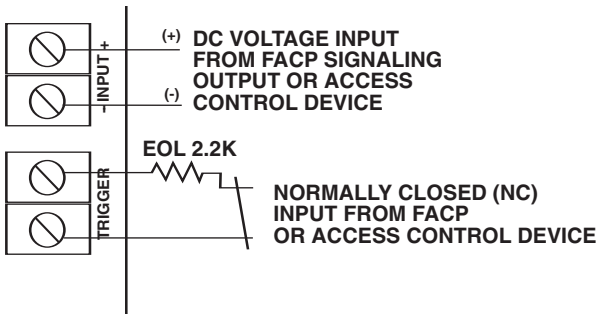 (+) DC VOLTAGE INPUT
FROM FACP SIGNALING
OUTPUT OR ACCESS
(-) CONTROL DEVICE
- INPUT +
EOL 2.2K
TRIGGER
NORMALLY CLOSED (NC)
INPUT FROM FACP
OR ACCESS CONTROL DEVICE